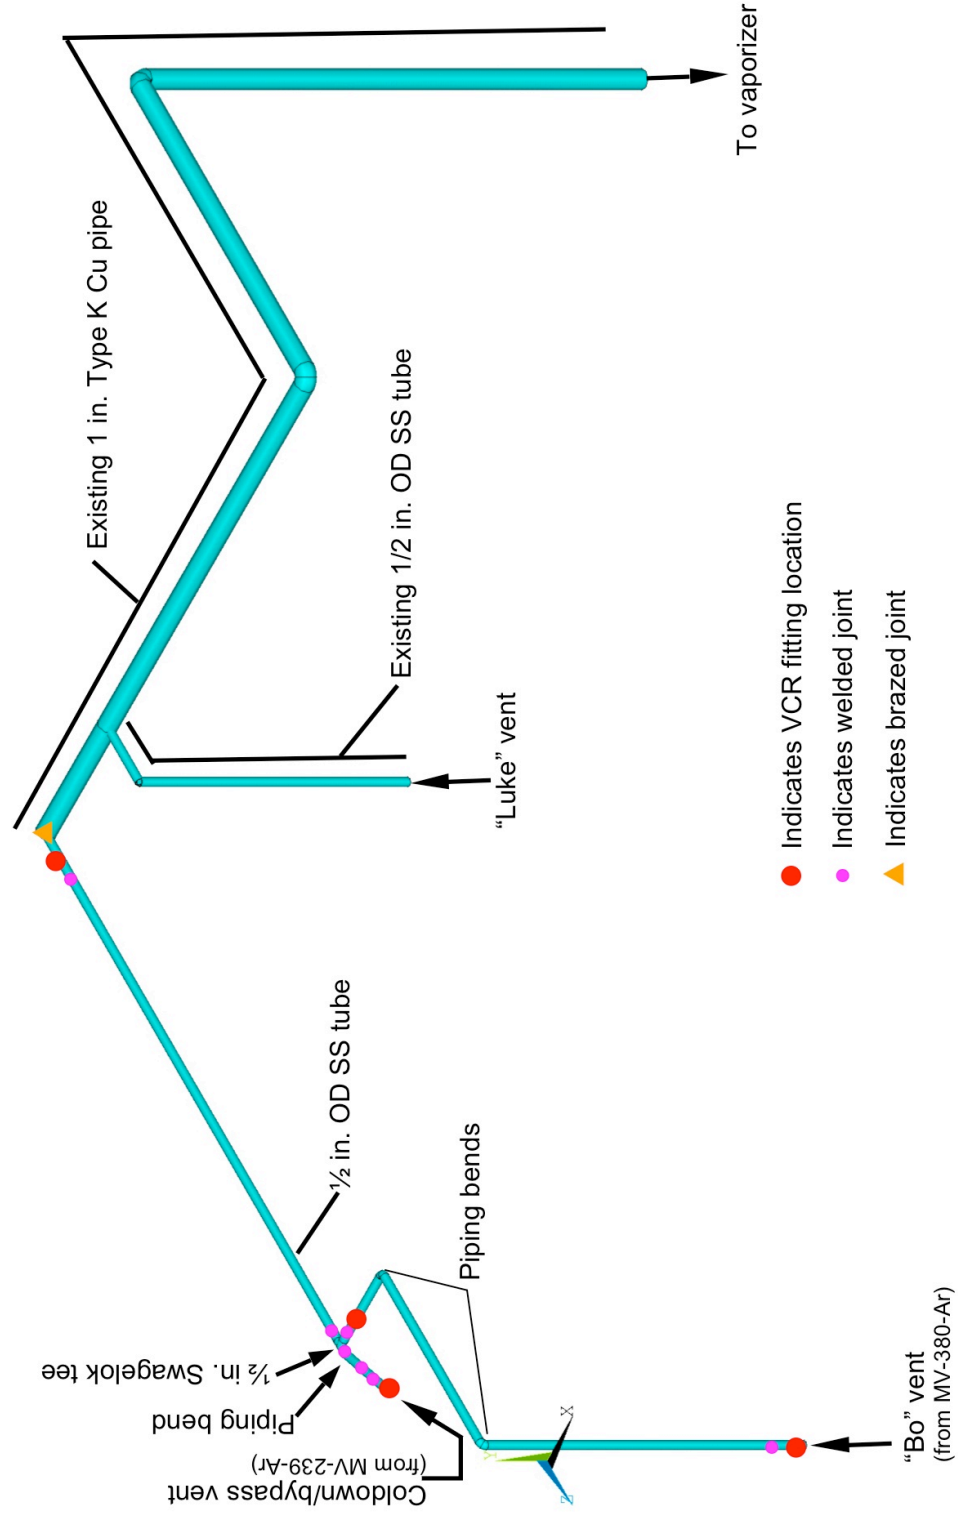 To vaporizer
Existing 1 in. Type K Cu pipe
Existing 1/2 in. OD SS tube
“Luke” vent
Indicates VCR fitting location
Indicates welded joint
Indicates brazed joint
½ in. OD SS tube
Piping bends
½ in. Swagelok tee
Piping bend
Coldown/bypass vent
(from MV-239-Ar)
Y
X
Z
“Bo” vent
(from MV-380-Ar)